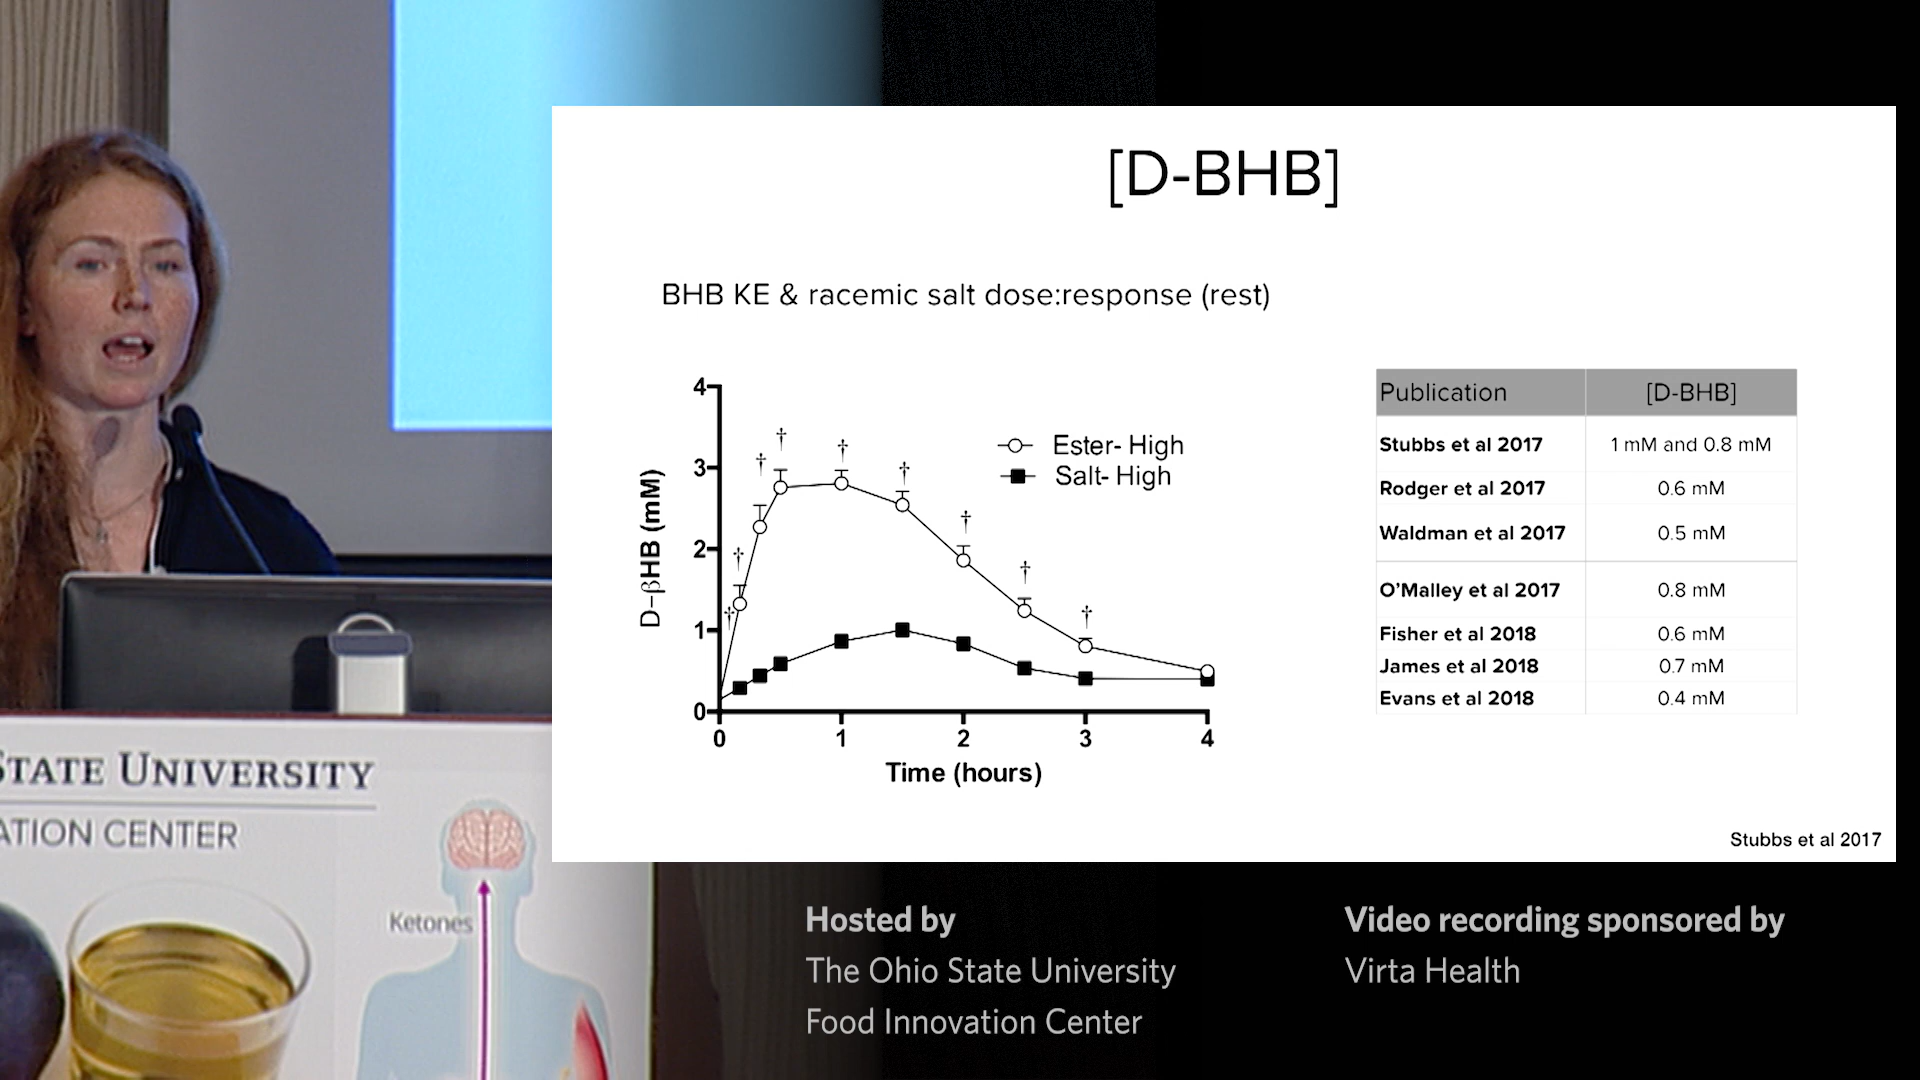 [D-BHB]
BHB KE & racemic salt dose:response (rest)
4
3
2
1
0
D-βHB (mM)
† † † † † † † † † †
Ester- High
Salt- High
0 1 2 3 4
Time (hours)
Publication [D-BHB]
Stubbs et al 2017 1 mM and 0.8 mM
Rodger et al 2017 0.6 mM
Waldman et al 2017 0.5 mM
O’Malley et al 2017 0.8 mM
Fisher et al 2018 0.6 mM
James et al 2018 0.7 mM
Evans et al 2018 0.4 mM
Stubbs et al 2017
STATE UNIVERSITY
ATION CENTER
Ketones
Hosted by
The Ohio State University
Food Innovation Center
Video recording sponsored by
Virta Health